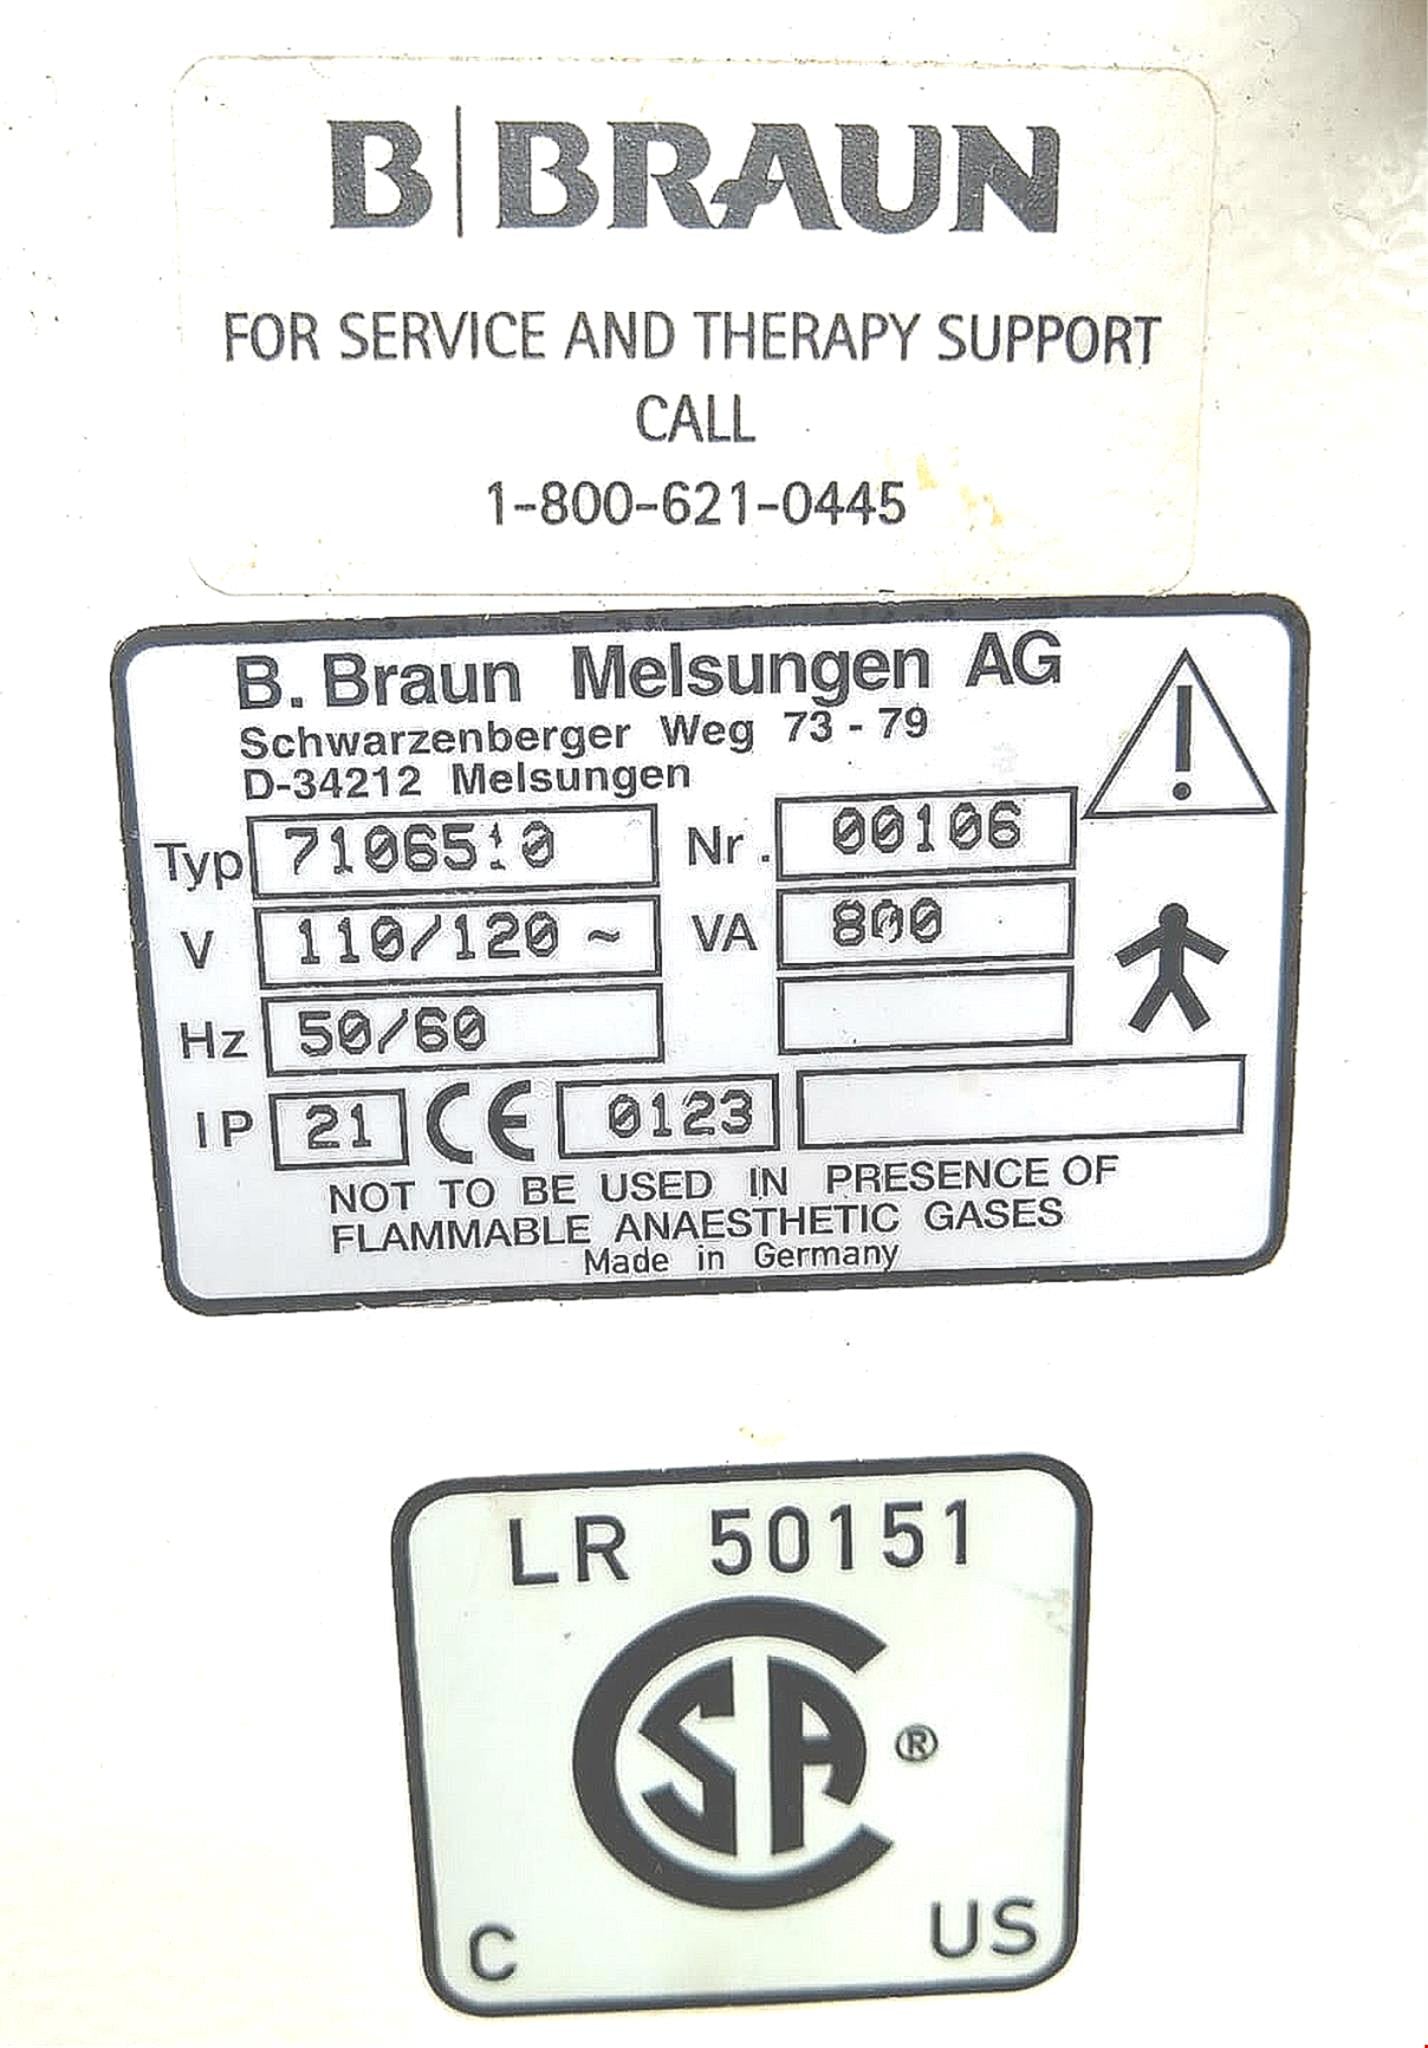 B|BRAUN
FOR SERVICE AND THERAPY SUPPORT
CALL
1-800-621-0445
B. Braun Melsungen AG
Schwarzenberger Weg 73 - 79
D-34212 Melsungen
Typ 7106510 Nr. 00106
V 110/120 ~ VA 800
Hz 50/60
IP 21 CE 0123
NOT TO BE USED IN PRESENCE OF
FLAMMABLE ANAESTHETIC GASES
Made in Germany
LR 50151
CSA ®
C US